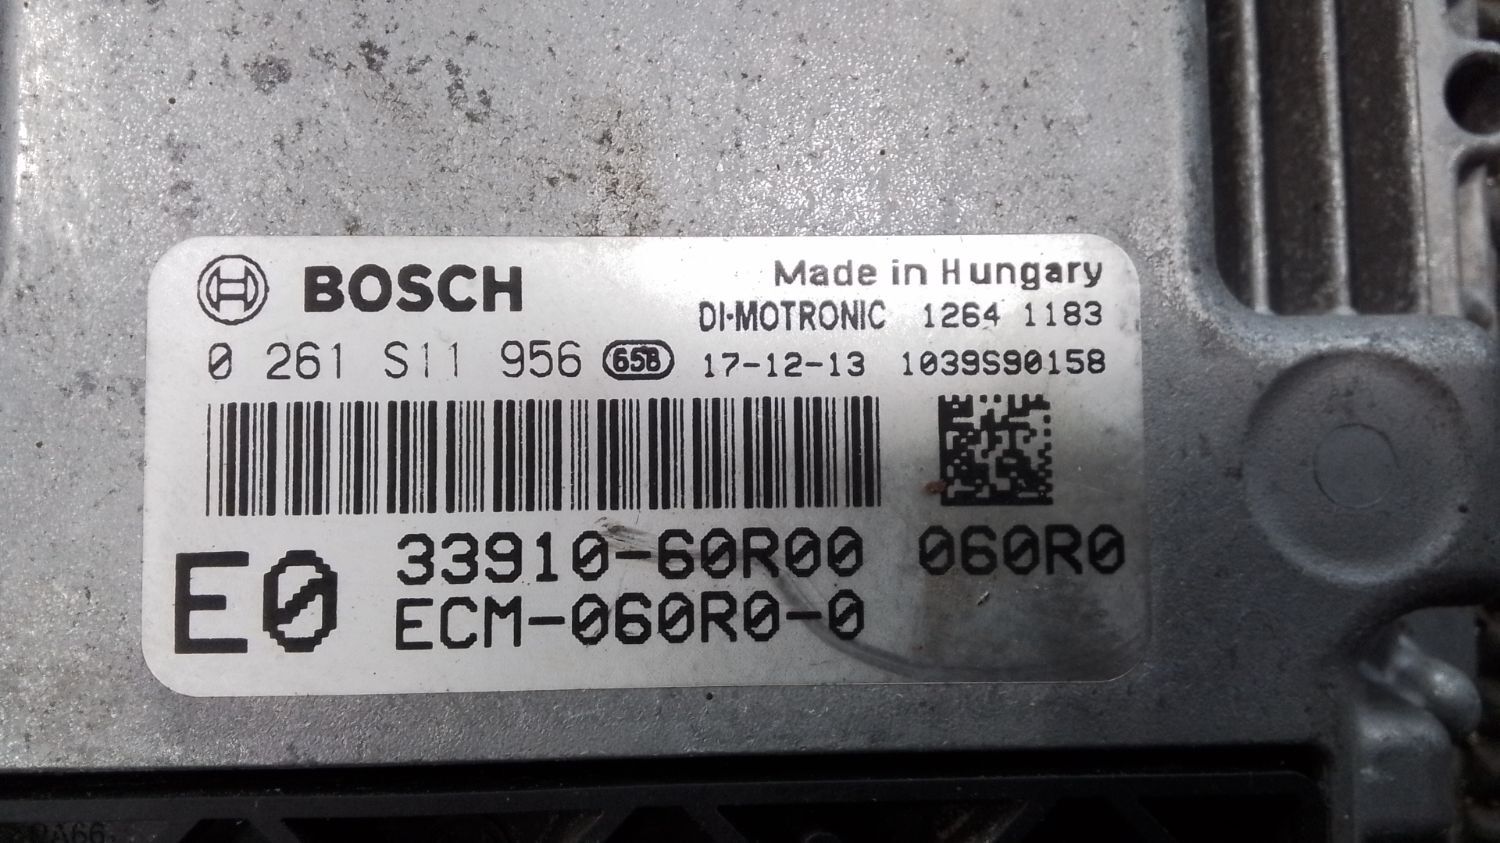 BOSCH Made in Hungary
DI-MOTRONIC 1264 1183
0 261 S11 956 65B 17-12-13 1039S90158
E0 33910-60R00 060R0
ECM-060R0-0
PA66